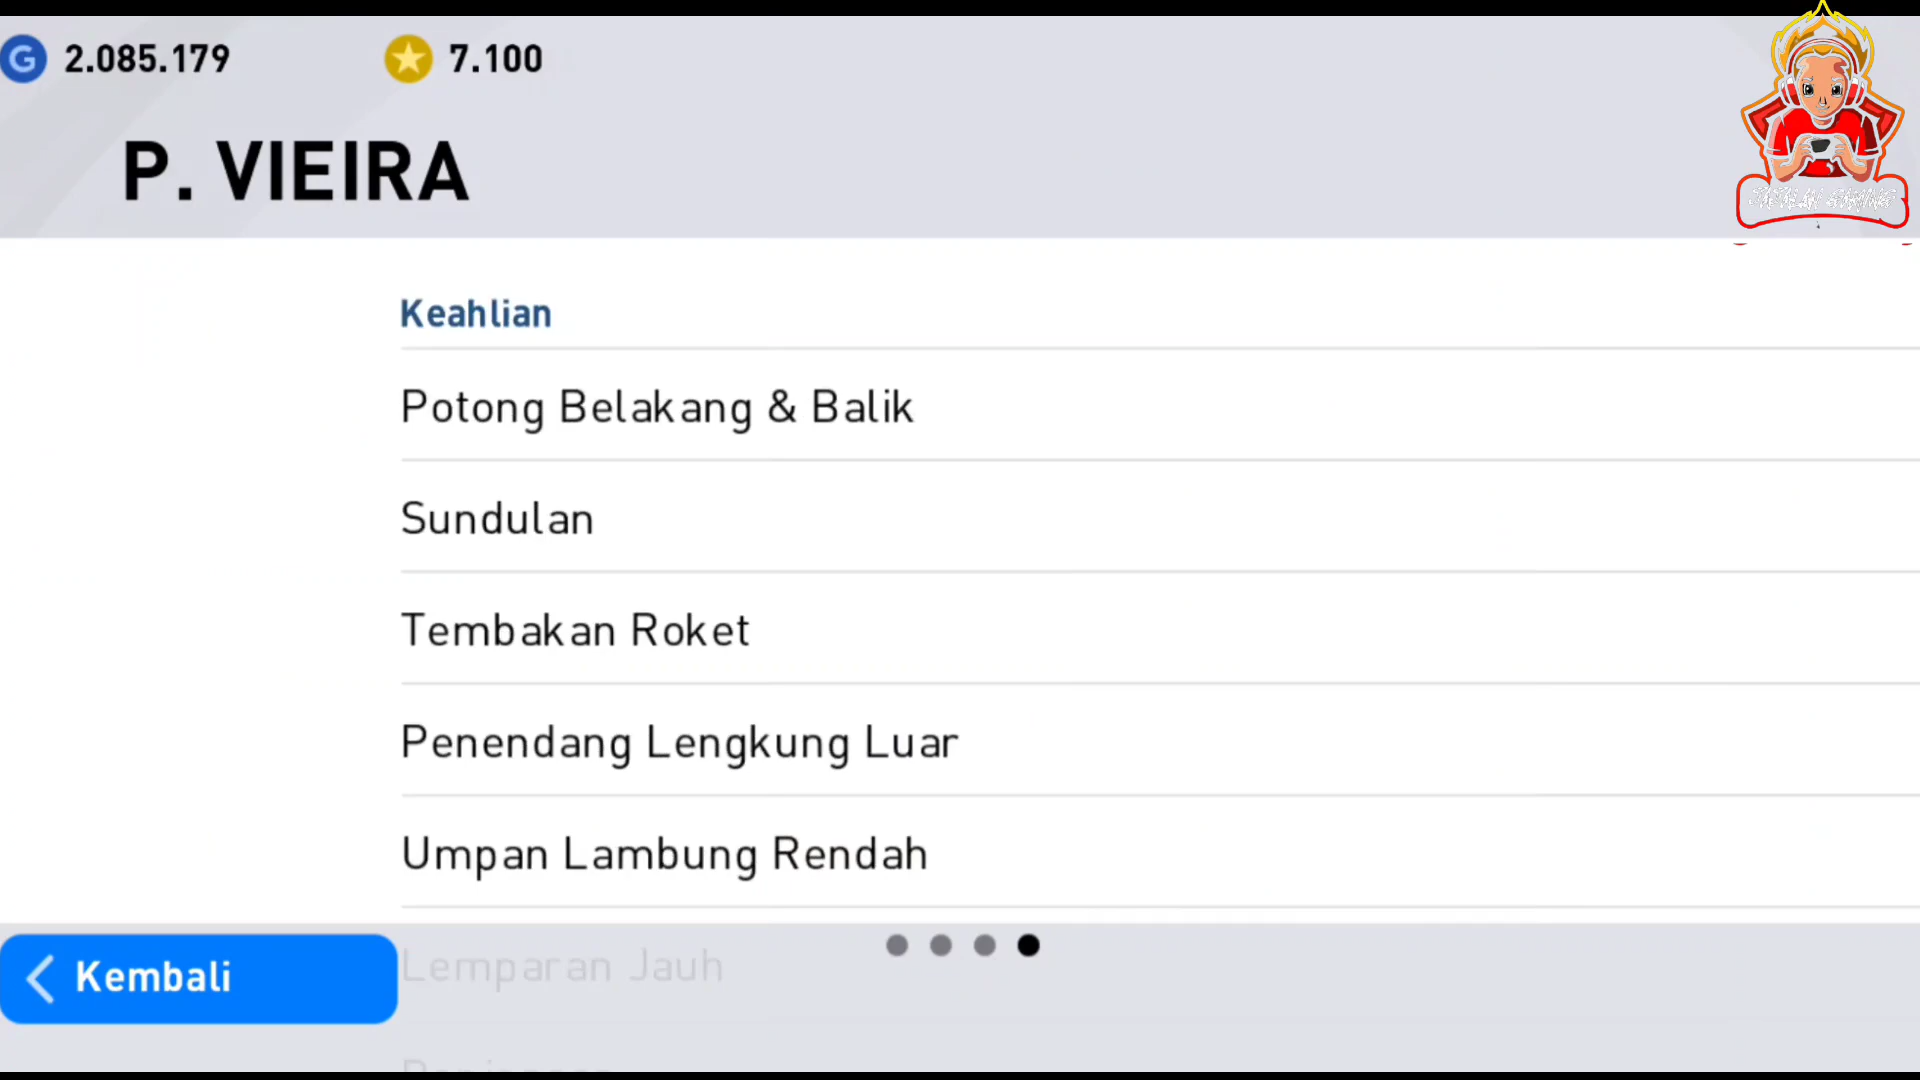 2.085.179
7.100
P. VIEIRA
Keahlian
Potong Belakang & Balik
Sundulan
Tembakan Roket
Penendang Lengkung Luar
Umpan Lambung Rendah
Lemparan Jauh
Kembali